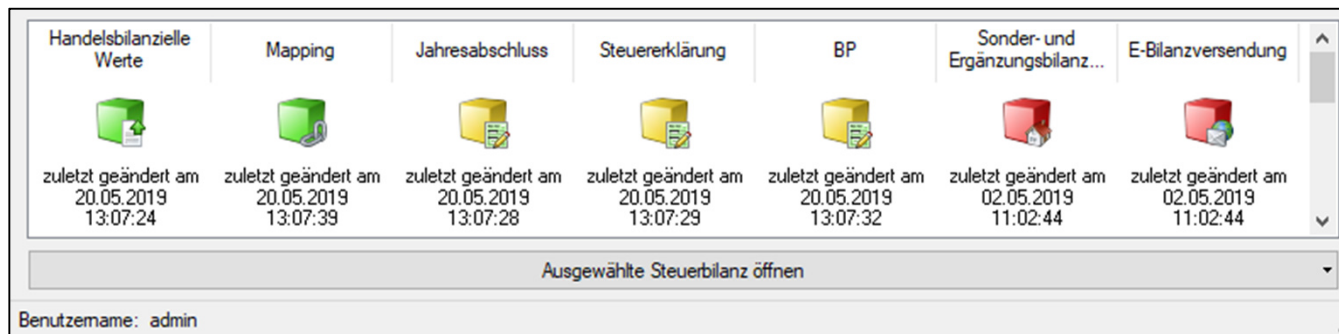 Handelsbilanzielle
Werte
Mapping
Jahresabschluss
Steuererklärung
BP
Sonder- und
Ergänzungsbilanz...
E-Bilanzversendung
zuletzt geändert am
20.05.2019
13:07:24
zuletzt geändert am
20.05.2019
13:07:39
zuletzt geändert am
20.05.2019
13:07:28
zuletzt geändert am
20.05.2019
13:07:29
zuletzt geändert am
20.05.2019
13:07:32
zuletzt geändert am
02.05.2019
11:02:44
zuletzt geändert am
02.05.2019
11:02:44
Ausgewählte Steuerbilanz öffnen
Benutzername: admin